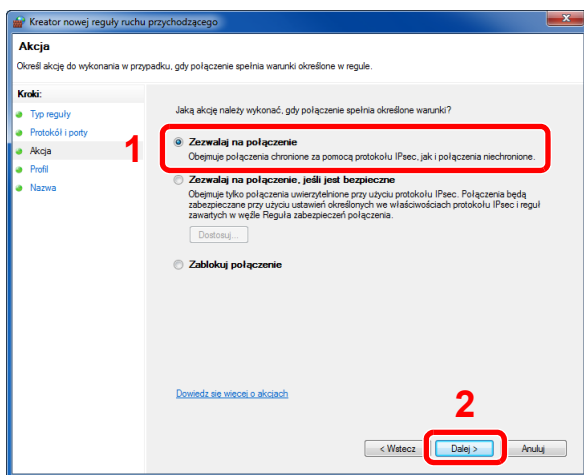 Kreator nowej reguły ruchu przychodzącego
Akcja
Określ akcję do wykonania w przypadku, gdy połączenie spełnia warunki określone w regule.
Kroki:
Typ reguły
Protokół i porty
Akcja
Profil
Nazwa
Jaką akcję należy wykonać, gdy połączenie spełnia określone warunki?
1
Zezwalaj na połączenie
Obejmuje połączenia chronione za pomocą protokołu IPsec, jak i połączenia niechronione.
Zezwalaj na połączenie, jeśli jest bezpieczne
Obejmuje tylko połączenia uwierzytelnione przy użyciu protokołu IPsec. Połączenia będą
zabezpieczane przy użyciu ustawień określonych we właściwościach protokołu IPsec i reguł
zawartych w węźle Reguła zabezpieczeń połączenia.
Dostosuj...
Zablokuj połączenie
Dowiedz się więcej o akcjach
2
< Wstecz
Dalej >
Anuluj